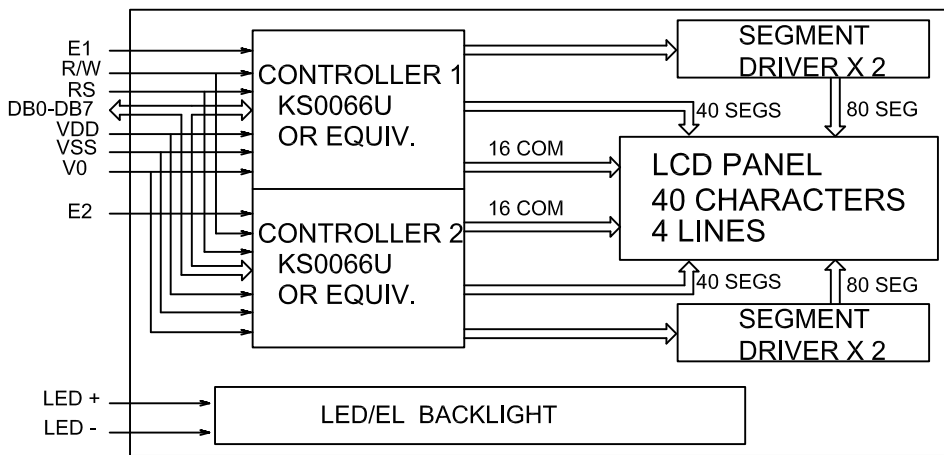 E1
R/W
RS
DB0-DB7
VDD
VSS
V0
E2
CONTROLLER 1
KS0066U
OR EQUIV.
CONTROLLER 2
KS0066U
OR EQUIV.
SEGMENT
DRIVER X 2
40 SEGS
80 SEG
16 COM
16 COM
LCD PANEL
40 CHARACTERS
4 LINES
40 SEGS
80 SEG
SEGMENT
DRIVER X 2
LED +
LED -
LED/EL BACKLIGHT